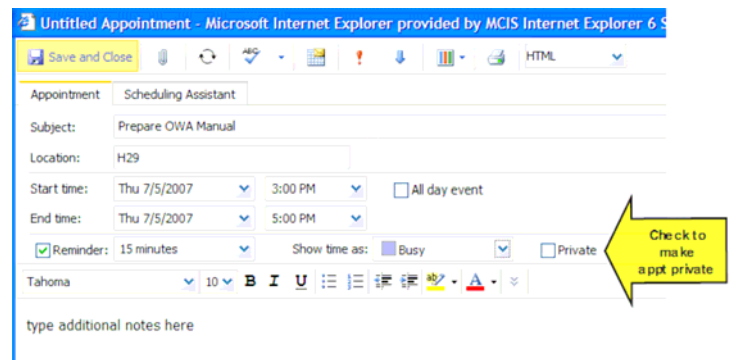 Untitled Appointment - Microsoft Internet Explorer provided by MCIS Internet Explorer 6 S
Save and Close ABC HTML
Appointment Scheduling Assistant
Subject: Prepare OWA Manual
Location: H29
Start time: Thu 7/5/2007 3:00 PM All day event
End time: Thu 7/5/2007 5:00 PM
Reminder: 15 minutes Show time as: Busy Private
Check to
make
appt private
Tahoma 10 B I U ab A
type additional notes here